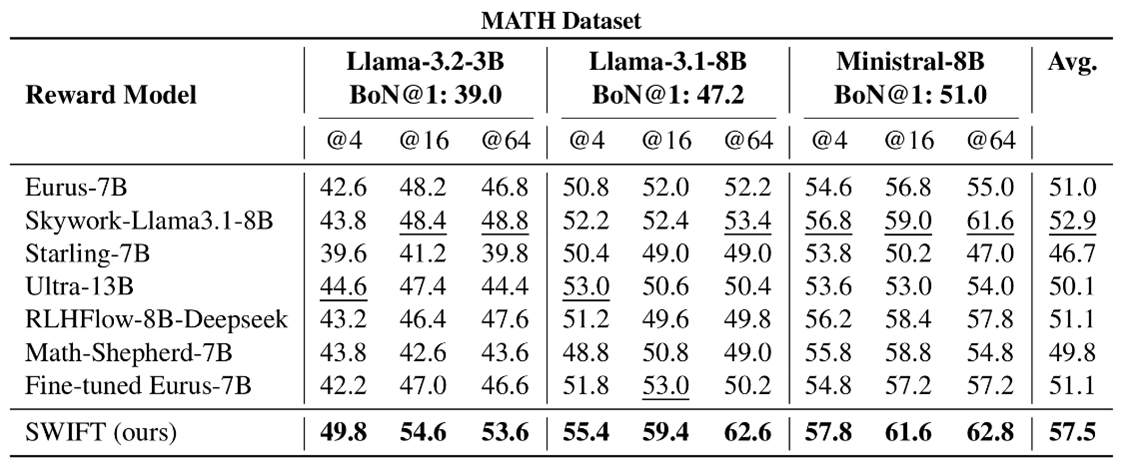 MATH Dataset
Reward Model Llama-3.2-3B Llama-3.1-8B Ministral-8B Avg.
BoN@1: 39.0 BoN@1: 47.2 BoN@1: 51.0
@4 @16 @64 @4 @16 @64 @4 @16 @64
Eurus-7B 42.6 48.2 46.8 50.8 52.0 52.2 54.6 56.8 55.0 51.0
Skywork-Llama3.1-8B 43.8 48.4 48.8 52.2 52.4 53.4 56.8 59.0 61.6 52.9
Starling-7B 39.6 41.2 39.8 50.4 49.0 49.0 53.8 50.2 47.0 46.7
Ultra-13B 44.6 47.4 44.4 53.0 50.6 50.4 53.6 53.0 54.0 50.1
RLHFlow-8B-Deepseek 43.2 46.4 47.6 51.2 49.6 49.8 56.2 58.4 57.8 51.1
Math-Shepherd-7B 43.8 42.6 43.6 48.8 50.8 49.0 55.8 58.8 54.8 49.8
Fine-tuned Eurus-7B 42.2 47.0 46.6 51.8 53.0 50.2 54.8 57.2 57.2 51.1
SWIFT (ours) 49.8 54.6 53.6 55.4 59.4 62.6 57.8 61.6 62.8 57.5